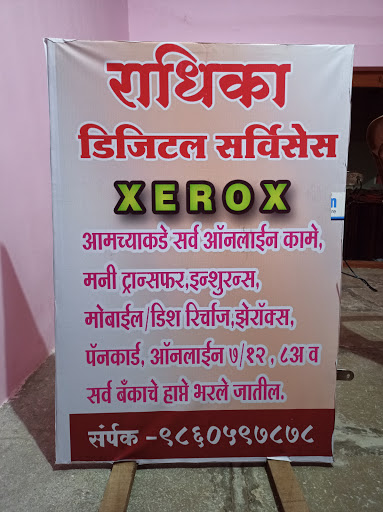 राधिका
डिजिटल सर्विसेस
XEROX
आमच्याकडे सर्व ऑनलाईन कामे,
मनी ट्रान्सफर,इन्शुरन्स,
मोबाईल/डिश रिर्चाज,झेरॉक्स,
पॅनकार्ड, ऑनलाईन ७/१२ , ८अ व
सर्व बँकाचे हाप्ते भरले जातील.
संर्पक -९८६०५९७८७८